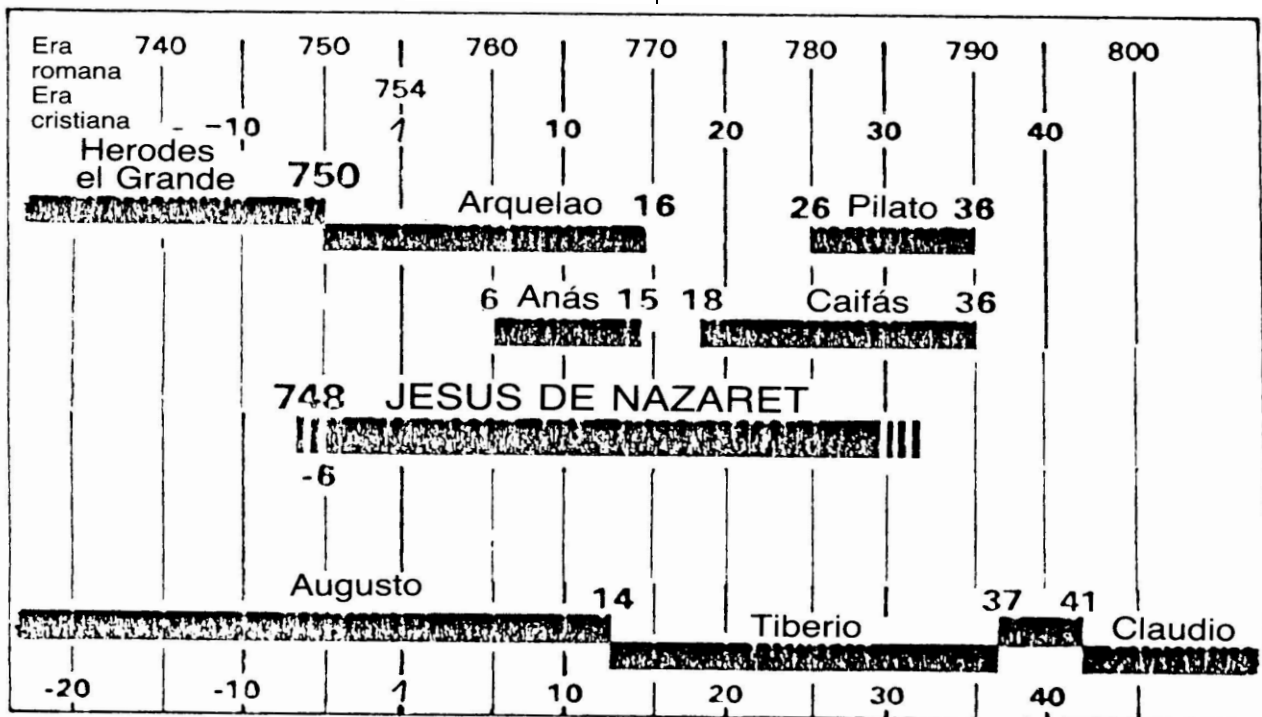 Era 740 750 760 770 780 790 800
romana
Era 754
cristiana - -10 1 10 20 30 40
Herodes
el Grande 750
Arquelao 16 26 Pilato 36
6 Anás 15 18 Caifás 36
748 JESUS DE NAZARET
-6
Augusto 14 37 41
Tiberio Claudio
-20 -10 1 10 20 30 40